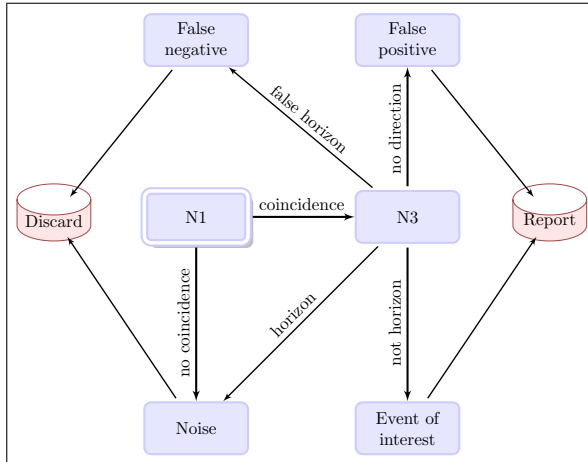 False
negative
False
positive
false horizon
no direction
Discard
N1
coincidence
N3
Report
no coincidence
horizon
not horizon
Noise
Event of
interest